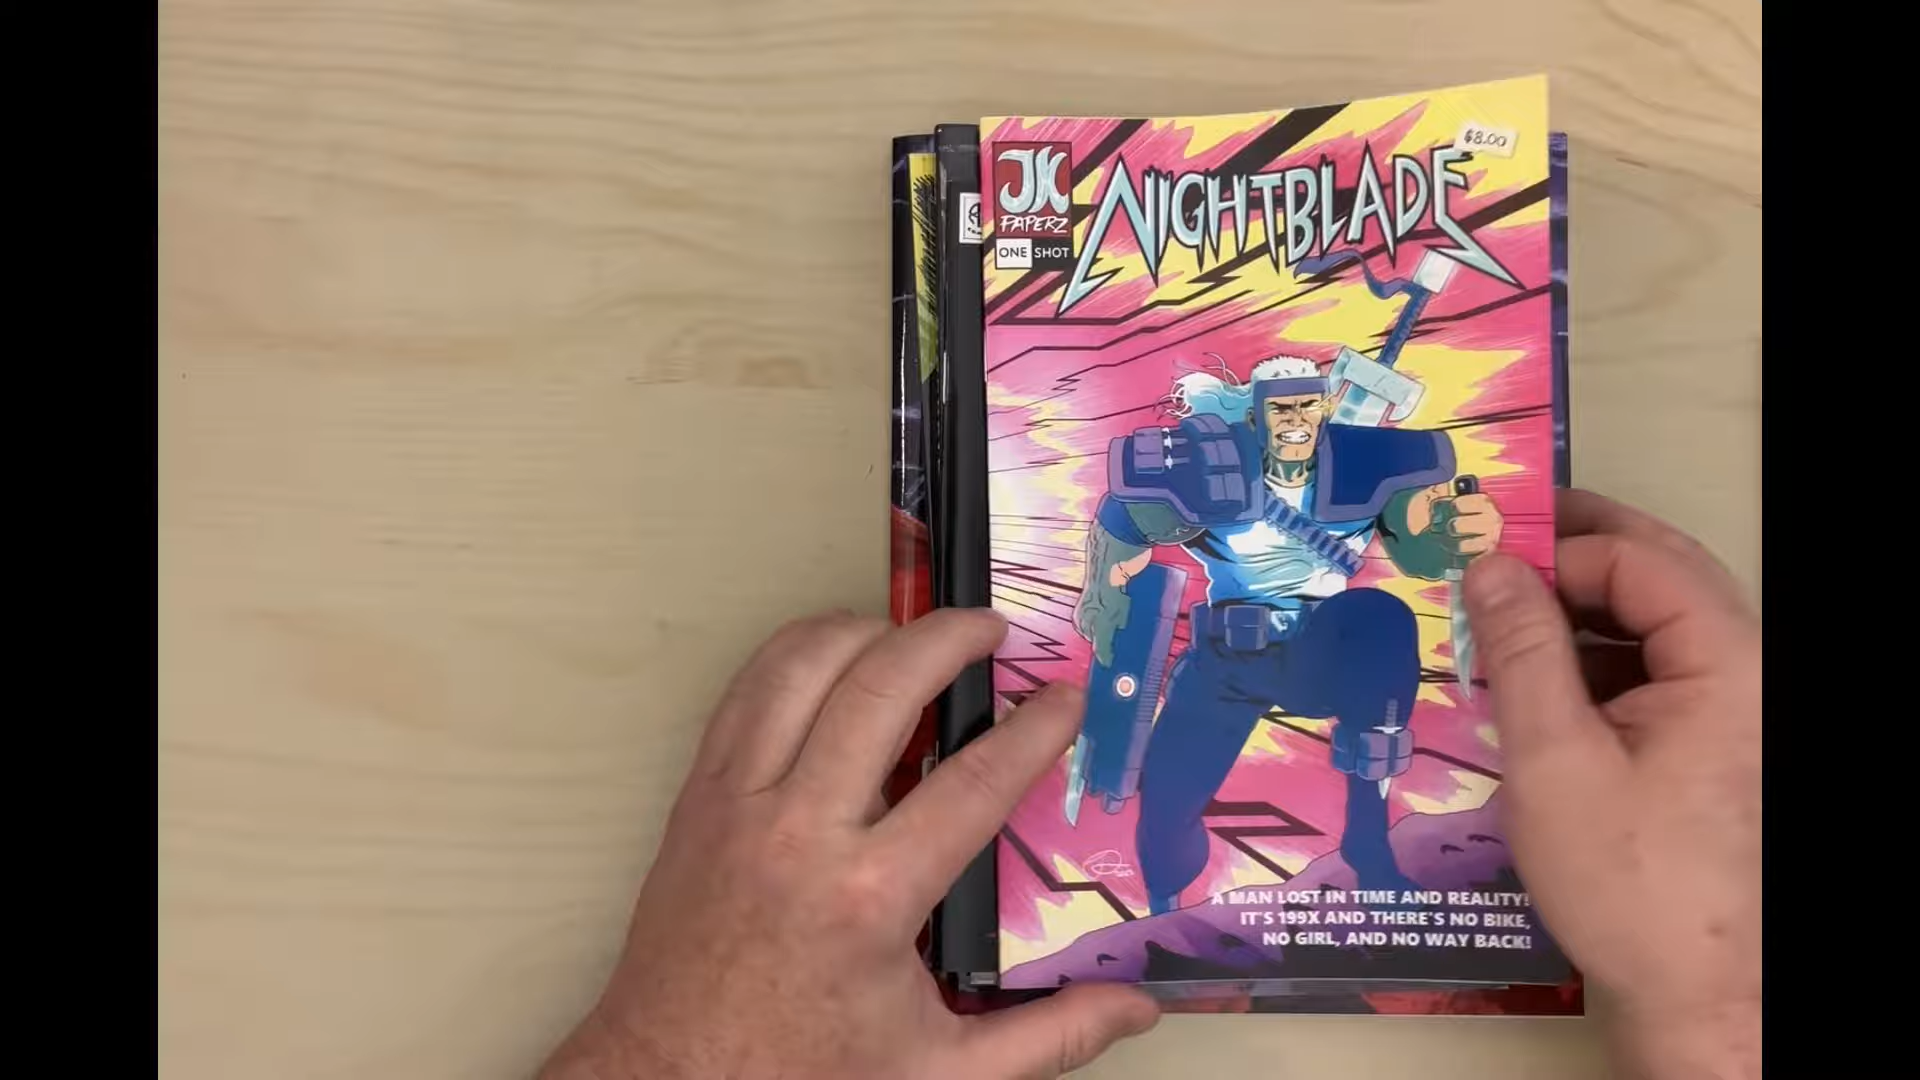 $8.00
JK
PAPERZ
ONE SHOT
NIGHTBLADE
A MAN LOST IN TIME AND REALITY!
IT'S 199X AND THERE'S NO BIKE,
NO GIRL, AND NO WAY BACK!